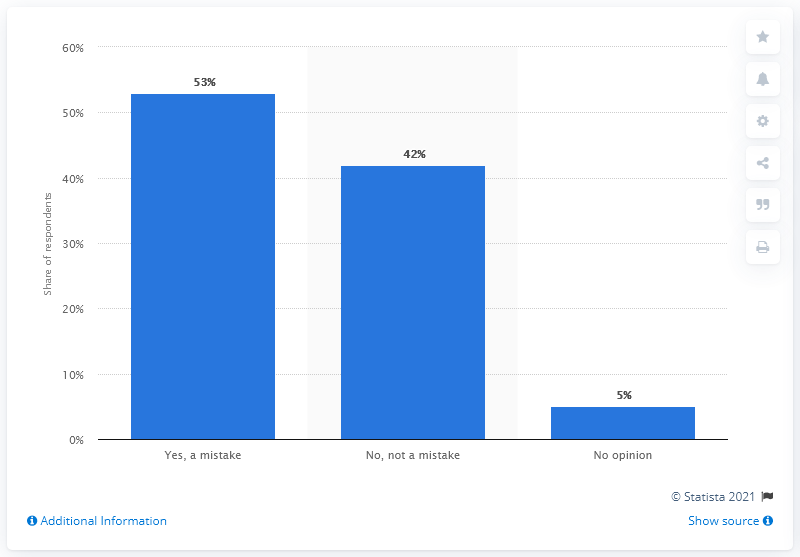 60%
53%
50%
42%
40%
30%
20%
10%
5%
0%
Share of respondents
Yes, a mistake
No, not a mistake
No opinion
© Statista 2021
Additional Information
Show source